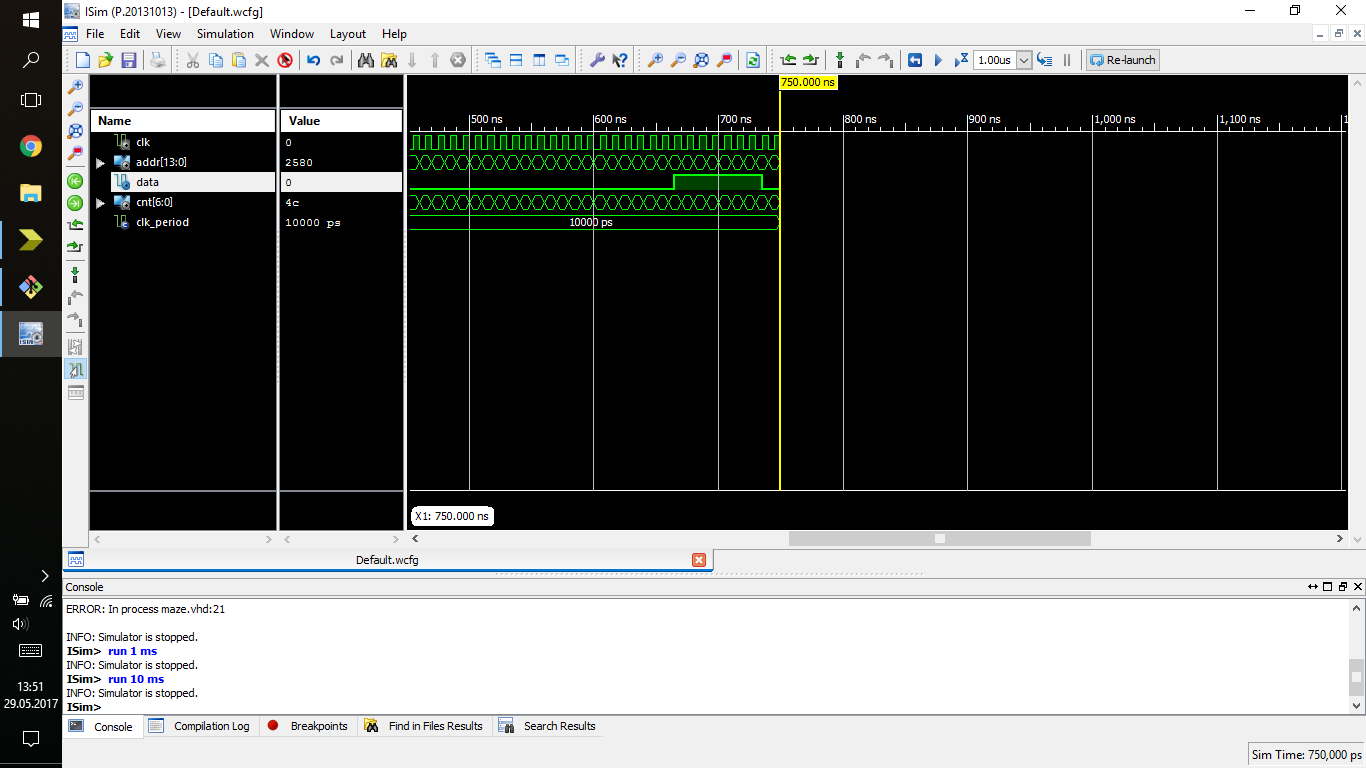 ISim (P.20131013) - [Default.wcfg]
File Edit View Simulation Window Layout Help
1.00us Re-launch
750.000 ns
Name Value
500 ns 600 ns 700 ns 800 ns 900 ns 1,000 ns 1,100 ns 1
clk 0
addr[13:0] 2580
data 0
cnt[6:0] 4c
clk_period 10000 ps 10000 ps
X1: 750.000 ns
Default.wcfg
Console
ERROR: In process maze.vhd:21
INFO: Simulator is stopped.
ISim> run 1 ms
INFO: Simulator is stopped.
ISim> run 10 ms
INFO: Simulator is stopped.
ISim>
Console Compilation Log Breakpoints Find in Files Results Search Results
Sim Time: 750,000 ps
13:51
29.05.2017
ISIM